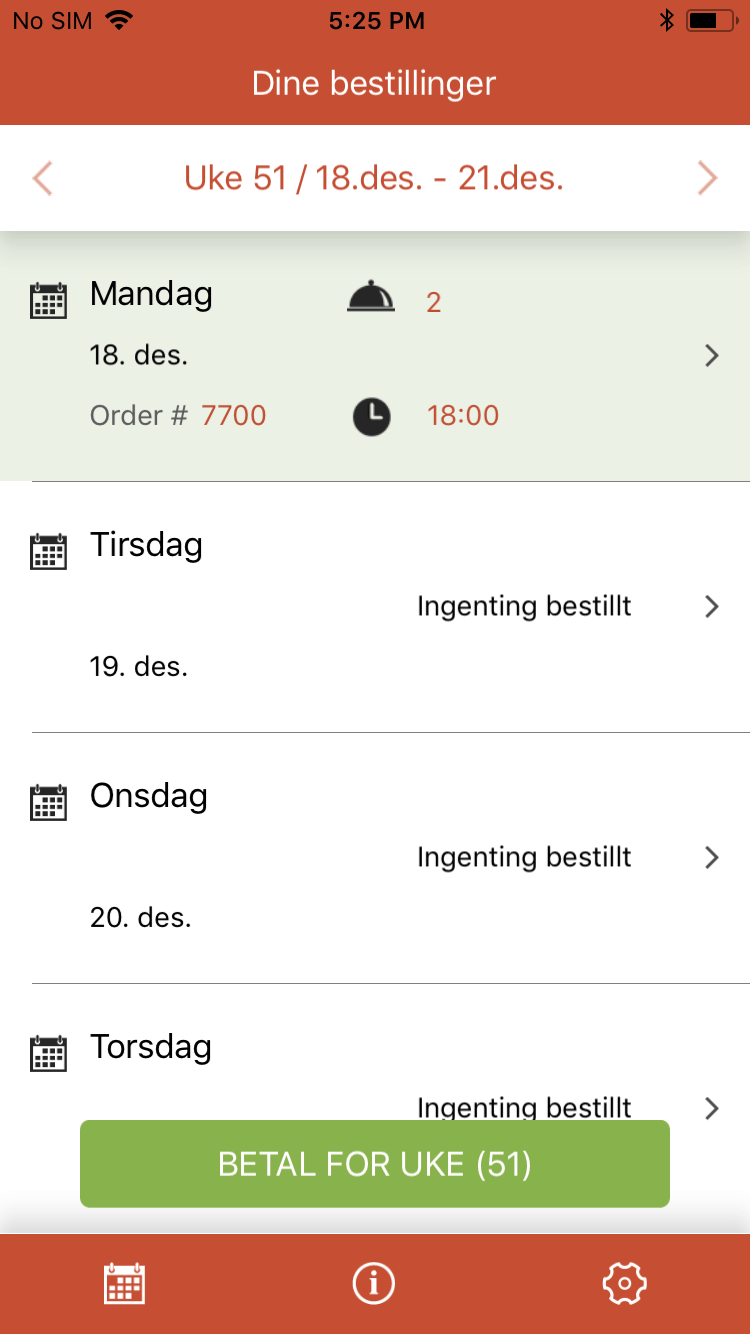 No SIM 5:25 PM
Dine bestillinger
Uke 51 / 18.des. - 21.des.
Mandag 2
18. des.
Order # 7700 18:00
Tirsdag
Ingenting bestillt
19. des.
Onsdag
Ingenting bestillt
20. des.
Torsdag
Ingenting bestillt
BETAL FOR UKE (51)